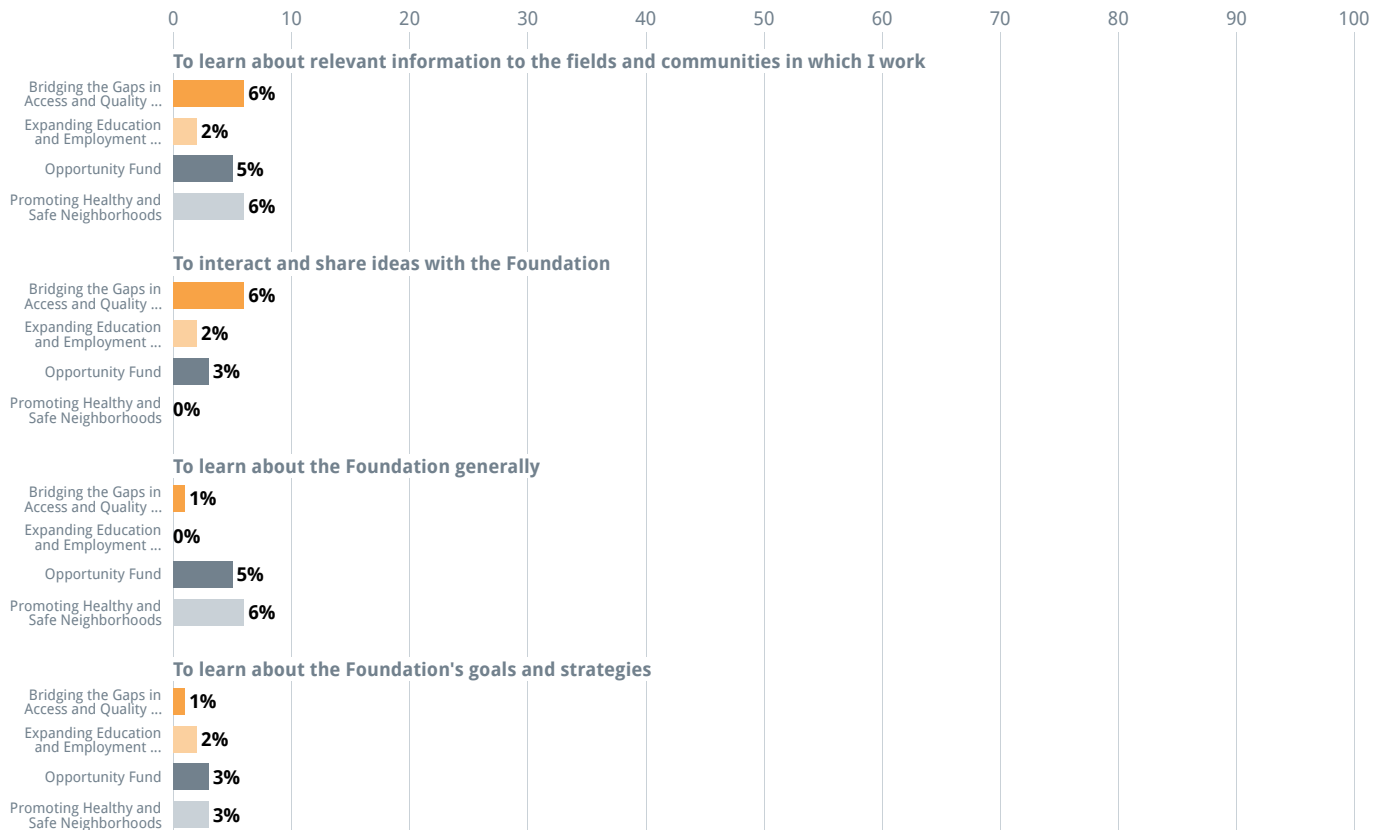 0 10 20 30 40 50 60 70 80 90 100
To learn about relevant information to the fields and communities in which I work
Bridging the Gaps in
Access and Quality ...
6%
Expanding Education
and Employment ...
2%
Opportunity Fund
5%
Promoting Healthy and
Safe Neighborhoods
6%
To interact and share ideas with the Foundation
Bridging the Gaps in
Access and Quality ...
6%
Expanding Education
and Employment ...
2%
Opportunity Fund
3%
Promoting Healthy and
Safe Neighborhoods
0%
To learn about the Foundation generally
Bridging the Gaps in
Access and Quality ...
1%
Expanding Education
and Employment ...
0%
Opportunity Fund
5%
Promoting Healthy and
Safe Neighborhoods
6%
To learn about the Foundation's goals and strategies
Bridging the Gaps in
Access and Quality ...
1%
Expanding Education
and Employment ...
2%
Opportunity Fund
3%
Promoting Healthy and
Safe Neighborhoods
3%